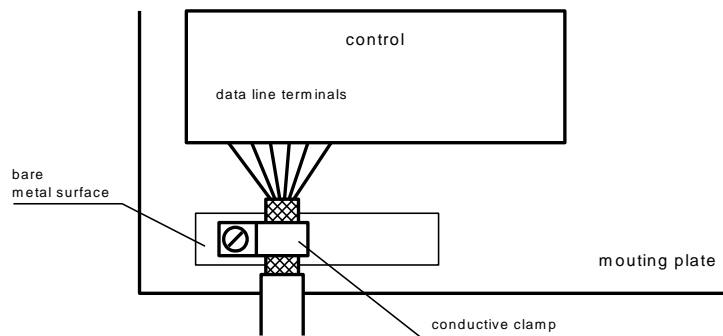 control
data line terminals
bare
metal surface
mouting plate
conductive clamp